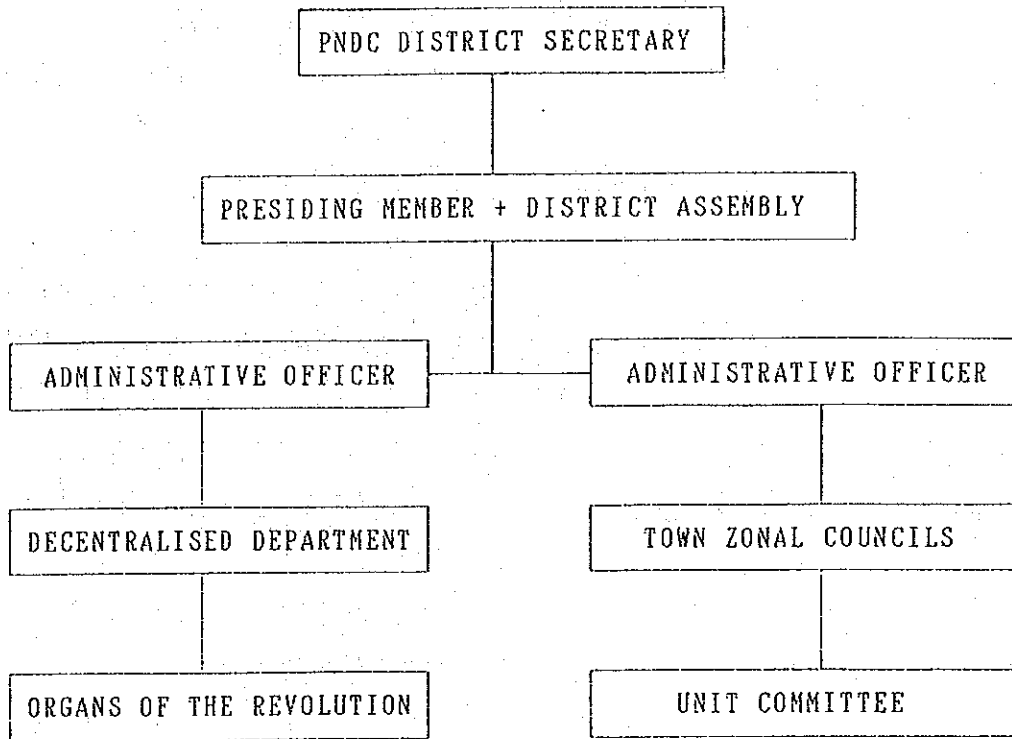 PNDC DISTRICT SECRETARY
PRESIDING MEMBER + DISTRICT ASSEMBLY
ADMINISTRATIVE OFFICER
ADMINISTRATIVE OFFICER
DECENTRALISED DEPARTMENT
TOWN ZONAL COUNCILS
ORGANS OF THE REVOLUTION
UNIT COMMITTEE